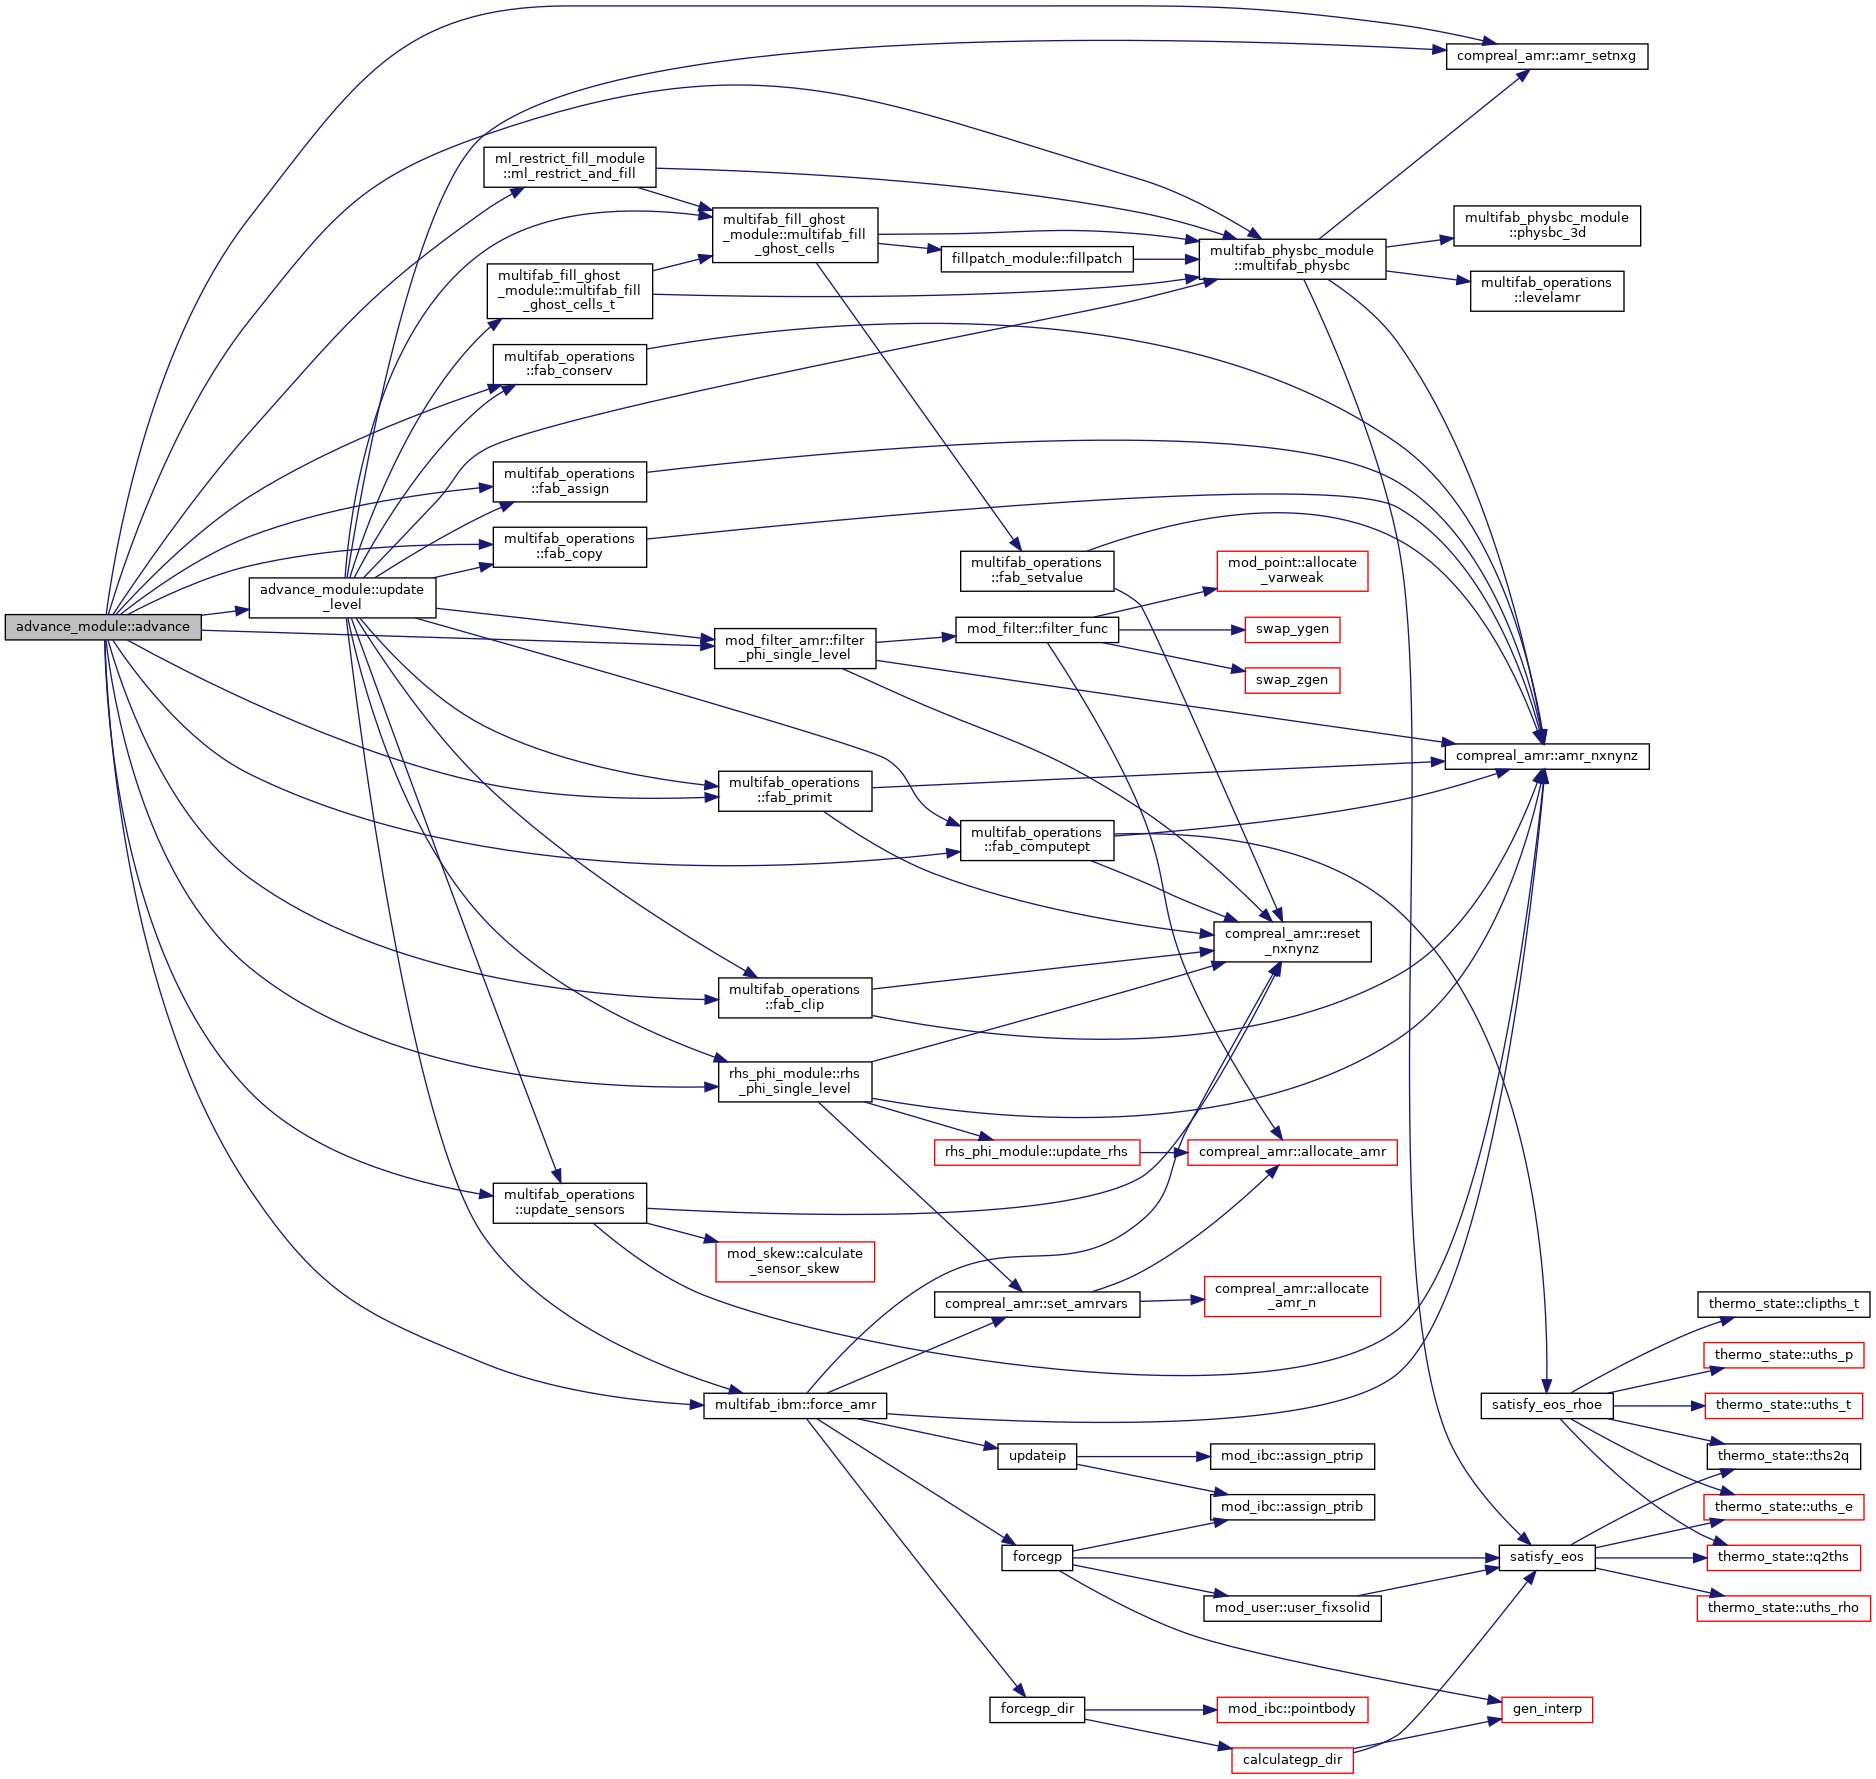 compreal_amr::amr_setnxg
ml_restrict_fill_module
::ml_restrict_and_fill
multifab_fill_ghost
_module::multifab_fill
_ghost_cells
multifab_physbc_module
::physbc_3d
fillpatch_module::fillpatch
multifab_physbc_module
::multifab_physbc
multifab_fill_ghost
_module::multifab_fill
_ghost_cells_t
multifab_operations
::levelamr
multifab_operations
::fab_conserv
multifab_operations
::fab_assign
multifab_operations
::fab_copy
multifab_operations
::fab_setvalue
mod_point::allocate
_varweak
advance_module::update
_level
advance_module::advance
mod_filter_amr::filter
_phi_single_level
mod_filter::filter_func
swap_ygen
swap_zgen
compreal_amr::amr_nxnynz
multifab_operations
::fab_primit
multifab_operations
::fab_computept
compreal_amr::reset
_nxnynz
multifab_operations
::fab_clip
rhs_phi_module::rhs
_phi_single_level
rhs_phi_module::update_rhs
compreal_amr::allocate_amr
multifab_operations
::update_sensors
mod_skew::calculate
_sensor_skew
compreal_amr::set_amrvars
compreal_amr::allocate
_amr_n
thermo_state::clipths_t
thermo_state::uths_p
multifab_ibm::force_amr
satisfy_eos_rhoe
thermo_state::uths_t
updateip
mod_ibc::assign_ptrip
thermo_state::ths2q
mod_ibc::assign_ptrib
thermo_state::uths_e
forcegp
satisfy_eos
thermo_state::q2ths
mod_user::user_fixsolid
thermo_state::uths_rho
forcegp_dir
mod_ibc::pointbody
gen_interp
calculategp_dir